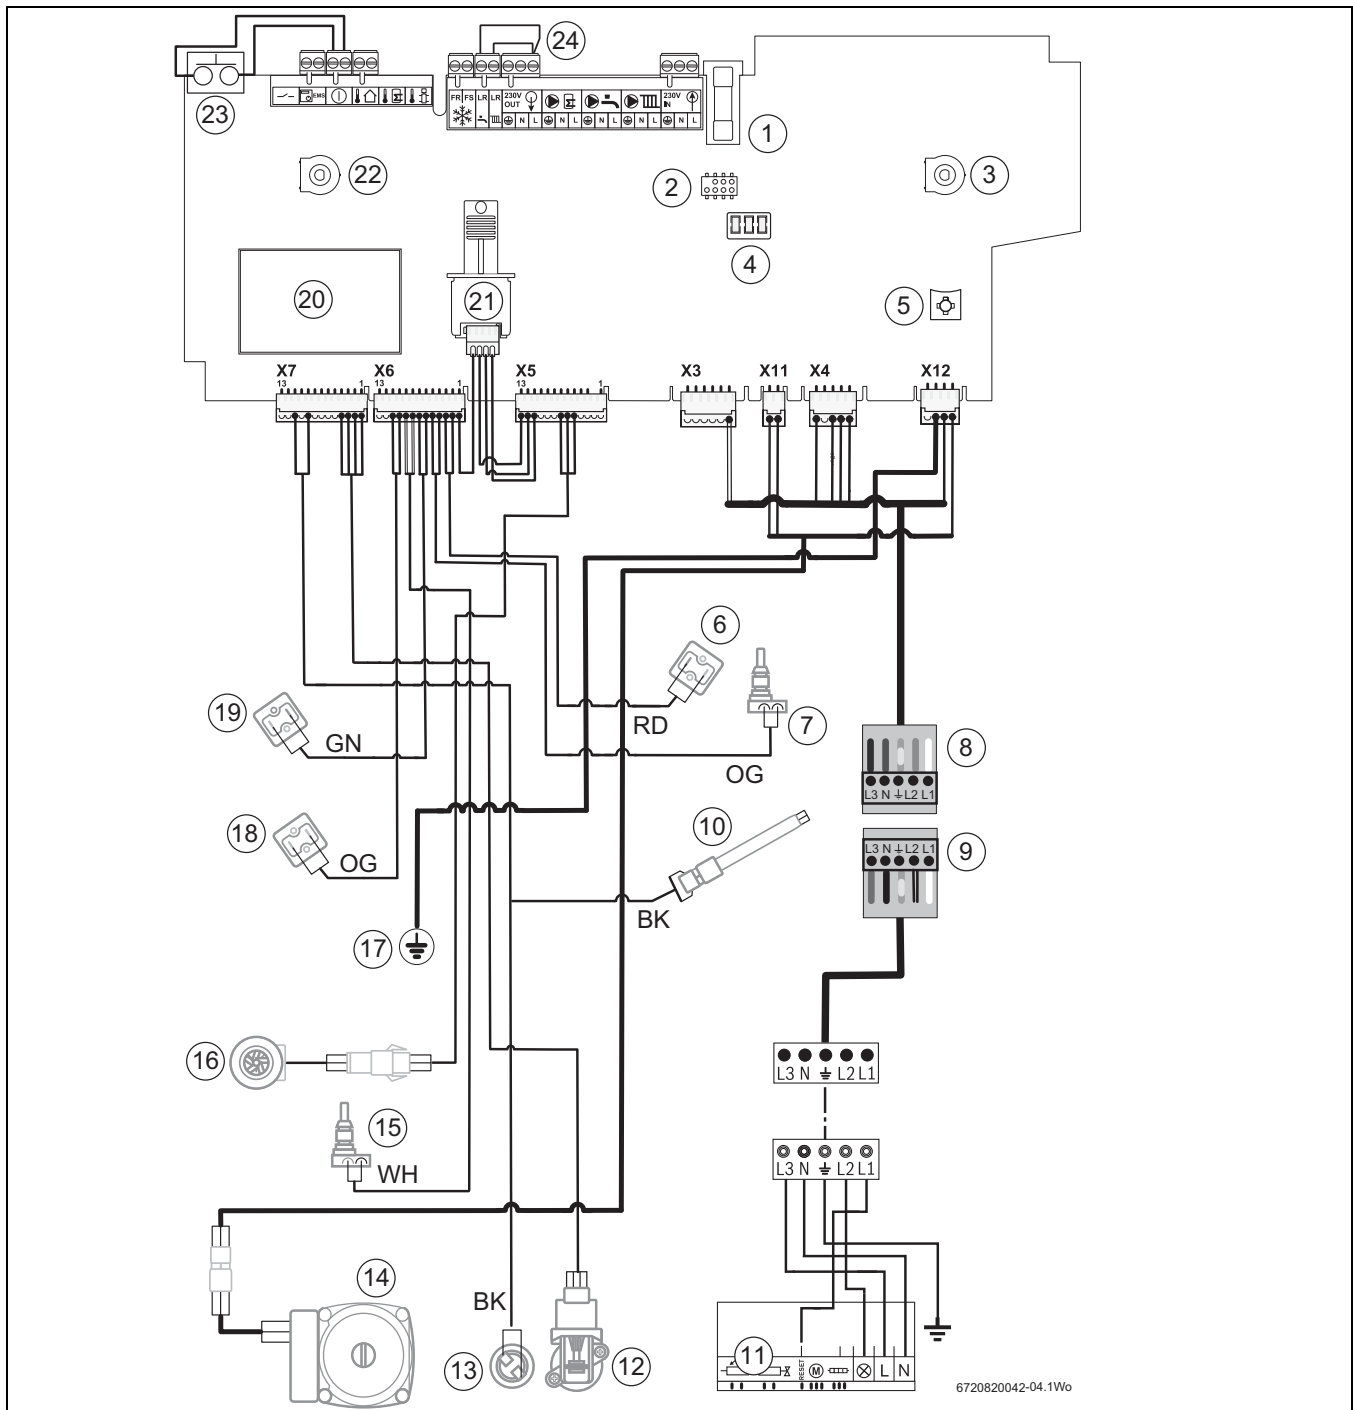 24
23
EMS
FR FS LR LR 230V OUT 230V IN
N L N L N L N L N L
1
22
2
3
4
20
21
5
X7 X6 X5 X3 X11 X4 X12
13 1 13 1 13 1
6
19
RD
7
GN
OG
8
L3 N L2 L1
18
10
OG
L3 N L2 L1
9
BK
17
16
L3 N L2 L1
15
WH
L3 N L2 L1
14
BK
13
12
11
RESET
M
L N
6720820042-04.1Wo